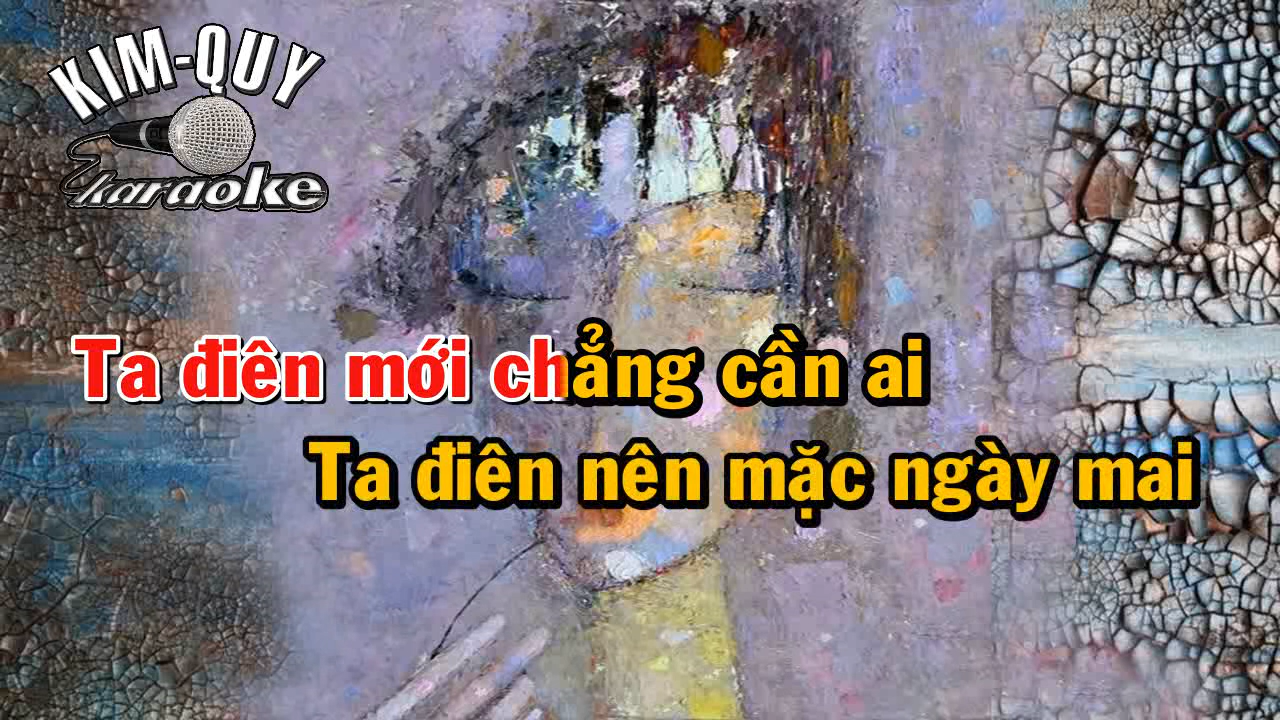 KIM-QUY
karaoke
Ta điên mới chẳng cần ai
Ta điên nên mặc ngày mai